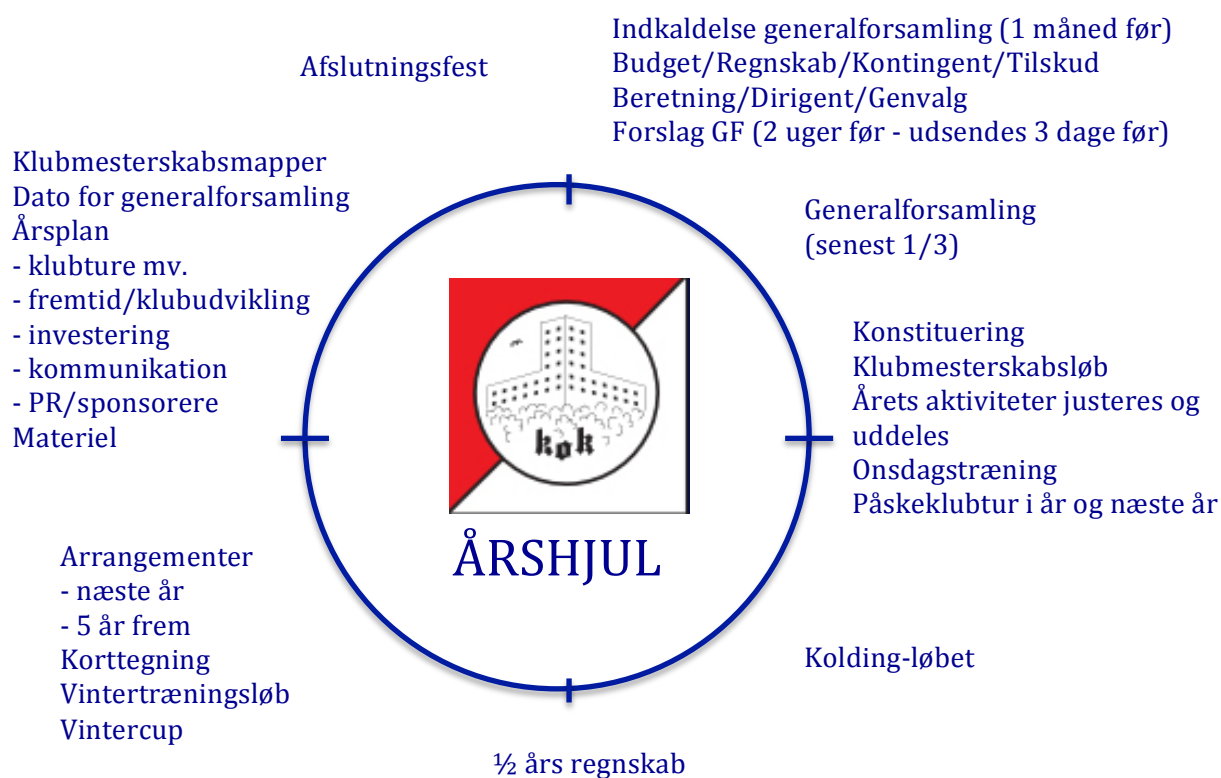 Indkaldelse generalforsamling (1 måned før)
Budget/Regnskab/Kontingent/Tilskud
Beretning/Dirigent/Genvalg
Forslag GF (2 uger før - udsendes 3 dage før)
Afslutningsfest
Klubmesterskabsmapper
Dato for generalforsamling
Årsplan
- klubture mv.
- fremtid/klubudvikling
- investering
- kommunikation
- PR/sponsorere
Materiel
Generalforsamling
(senest 1/3)
Konstituering
Klubmesterskabsløb
Årets aktiviteter justeres og
uddeles
Onsdagstræning
Påskeklubtur i år og næste år
kok
ÅRSHJUL
Arrangementer
- næste år
- 5 år frem
Korttegning
Vintertræningsløb
Vintercup
Kolding-løbet
½ års regnskab